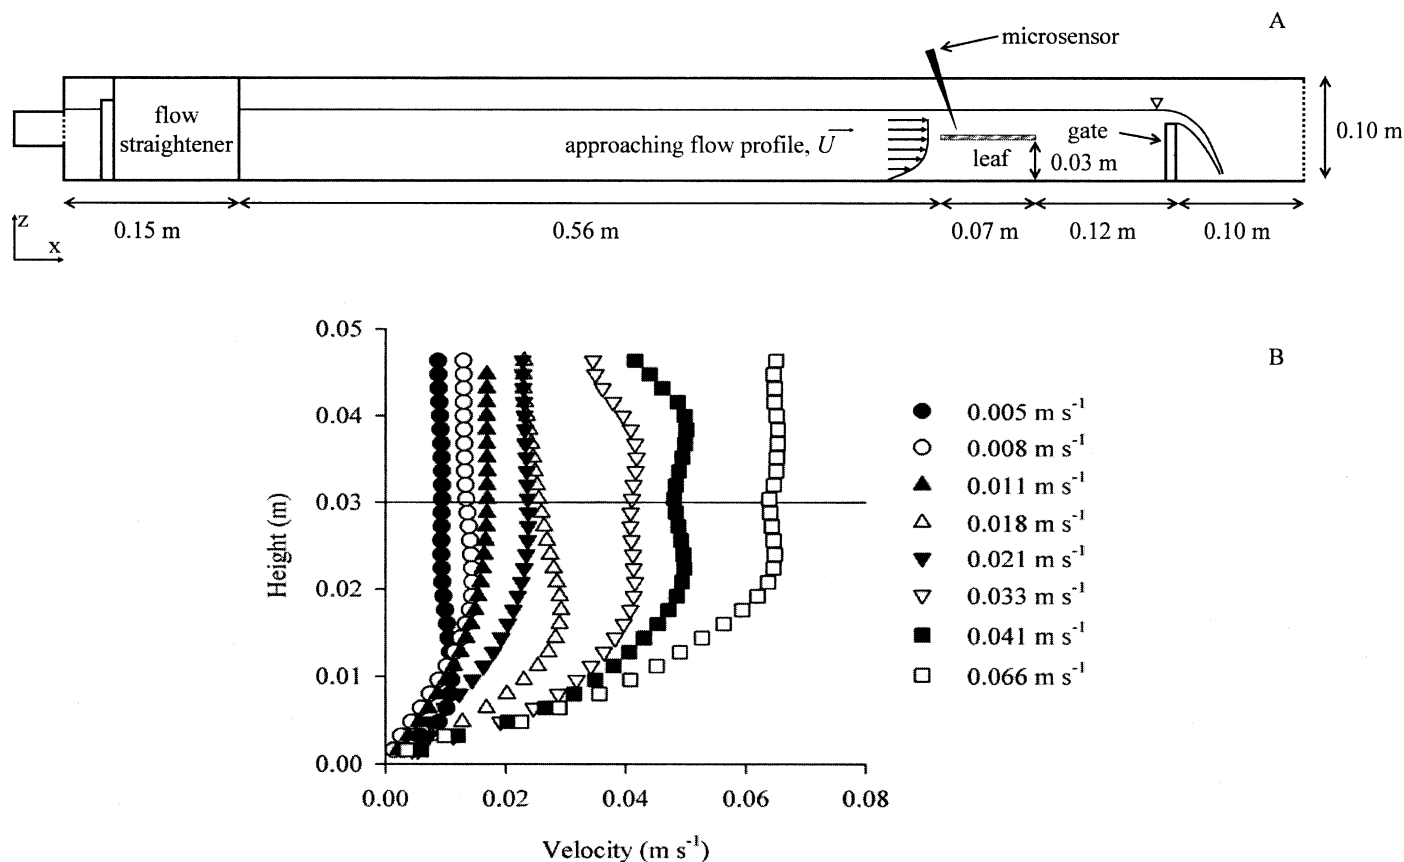 A
microsensor
flow
straightener
approaching flow profile, U
leaf
gate
0.03 m
0.10 m
z
x
0.15 m
0.56 m
0.07 m
0.12 m
0.10 m
B
Height (m)
0.05
0.04
0.03
0.02
0.01
0.00
0.00 0.02 0.04 0.06 0.08
Velocity (m s⁻¹)
0.005 m s⁻¹
0.008 m s⁻¹
0.011 m s⁻¹
0.018 m s⁻¹
0.021 m s⁻¹
0.033 m s⁻¹
0.041 m s⁻¹
0.066 m s⁻¹